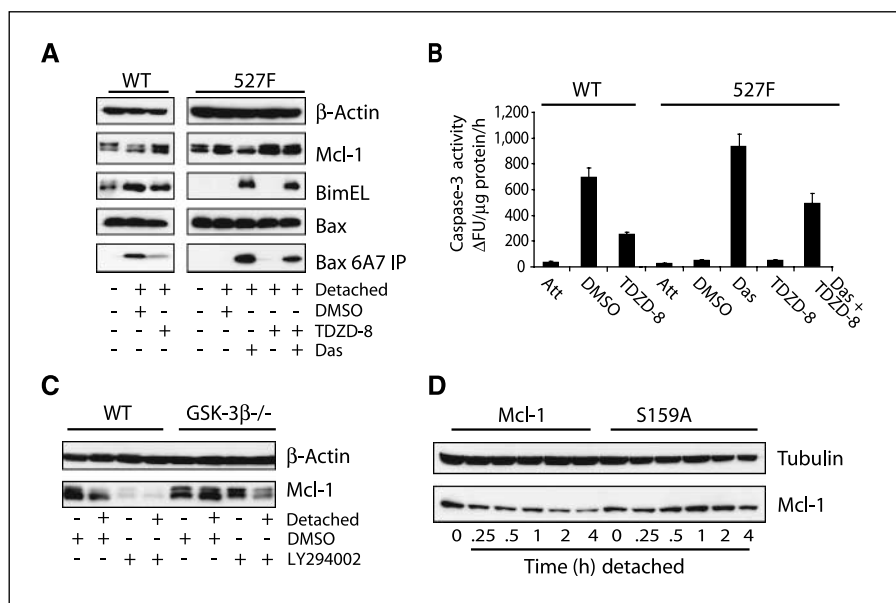 A
WT 527F
β-Actin
Mcl-1
BimEL
Bax
Bax 6A7 IP
- + + - + + + + Detached
- + - - + - - - DMSO
- - + - - - + + TDZD-8
- - - - - + - + Das
B
WT 527F
Caspase-3 activity
ΔFU/μg protein/h
1,200
1,000
800
600
400
200
0
Att DMSO TDZD-8 Att DMSO Das TDZD-8 Das +
TDZD-8
C
WT GSK-3β-/-
β-Actin
Mcl-1
- + - + - + - + Detached
+ + - - + + - - DMSO
- - + + - - + + LY294002
D
Mcl-1 S159A
Tubulin
Mcl-1
0 .25 .5 1 2 4 0 .25 .5 1 2 4
Time (h) detached